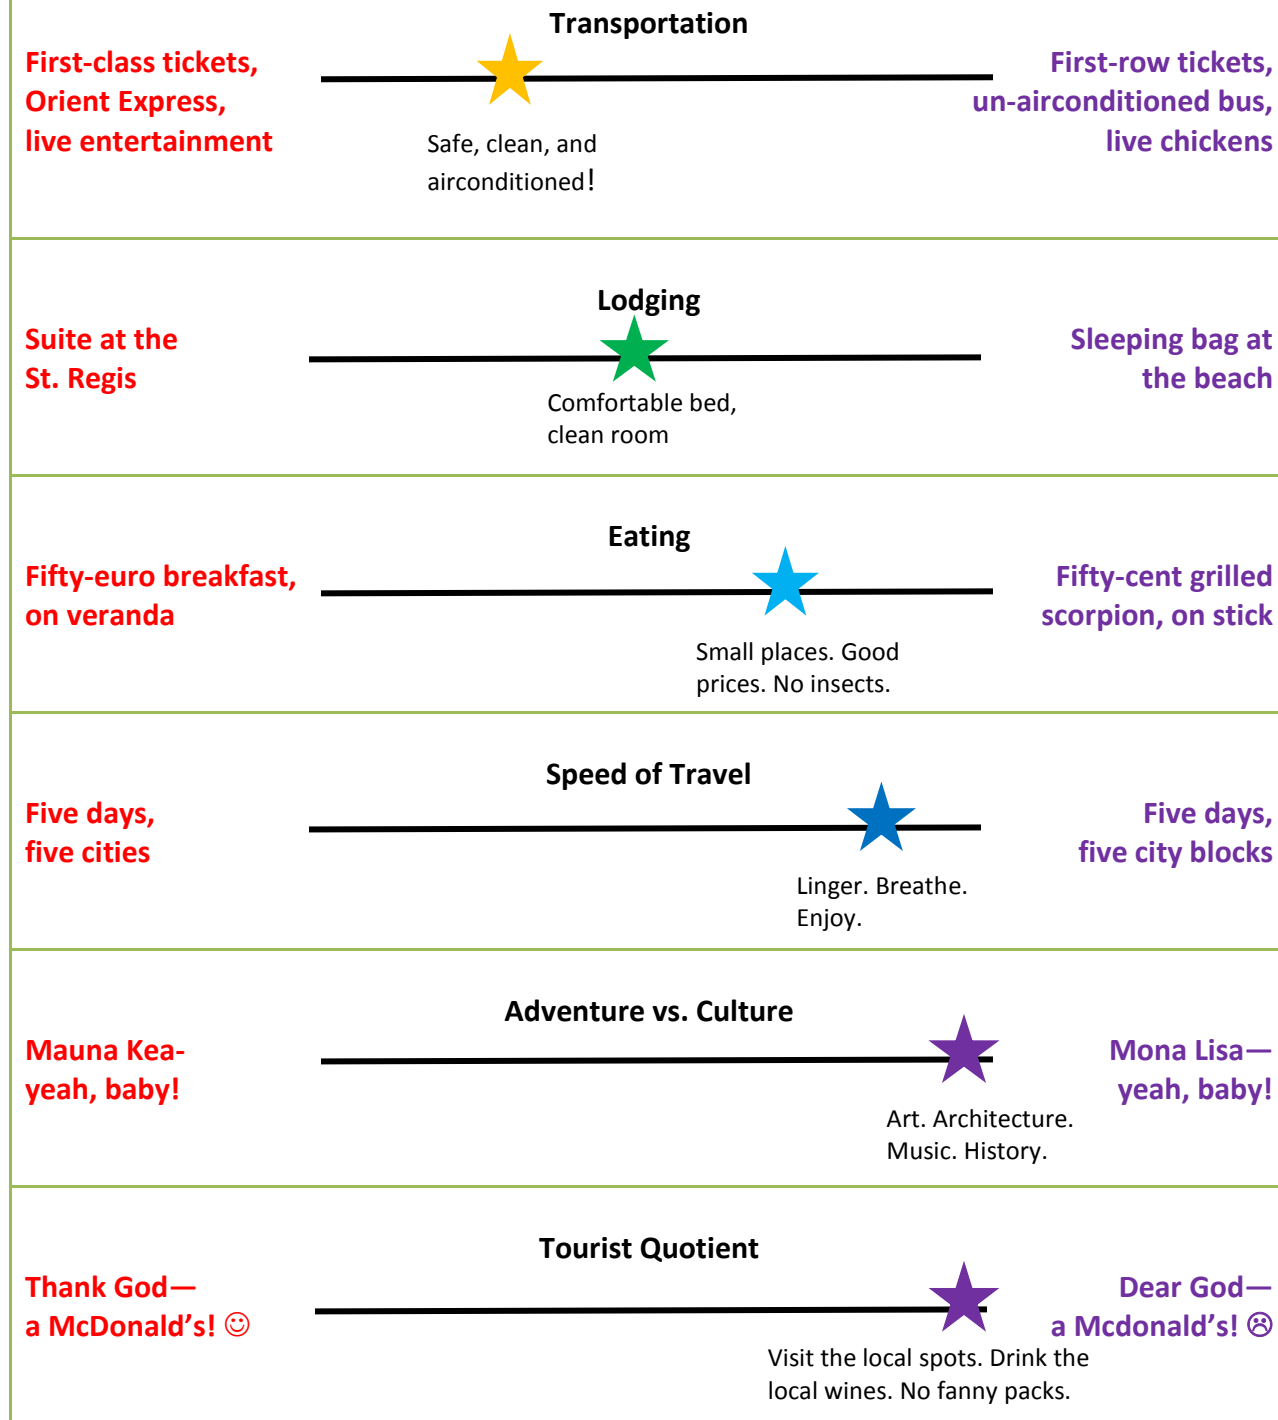 Transportation
First-class tickets,
Orient Express,
live entertainment
Safe, clean, and
airconditioned!
First-row tickets,
un-airconditioned bus,
live chickens
Lodging
Suite at the
St. Regis
Comfortable bed,
clean room
Sleeping bag at
the beach
Eating
Fifty-euro breakfast,
on veranda
Small places. Good
prices. No insects.
Fifty-cent grilled
scorpion, on stick
Speed of Travel
Five days,
five cities
Linger. Breathe.
Enjoy.
Five days,
five city blocks
Adventure vs. Culture
Mauna Kea-
yeah, baby!
Art. Architecture.
Music. History.
Mona Lisa—
yeah, baby!
Tourist Quotient
Thank God—
a McDonald's! ☺
Visit the local spots. Drink the
local wines. No fanny packs.
Dear God—
a Mcdonald's! ☹